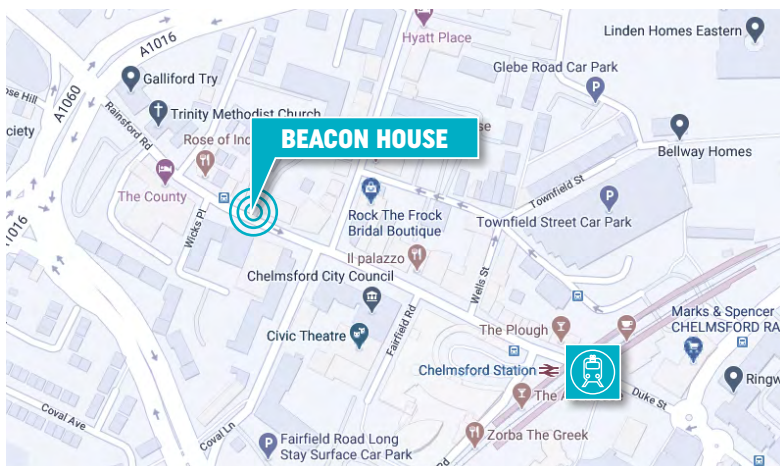 Hyatt Place
Linden Homes Eastern
A1016
Glebe Road Car Park
Galliford Try
A1060
Rainsford Rd
Trinity Methodist Church
BEACON HOUSE
Bellway Homes
The County
Townfield St
Rock The Frock
Bridal Boutique
Townfield Street Car Park
Wicks Pl
Il palazzo
Chelmsford City Council
Wells St
Civic Theatre
Fairfield Rd
The Plough
Marks & Spencer
Chelmsford Station
Duke St
Coval Ave
Coval Ln
Fairfield Road Long
Stay Surface Car Park
Zorba The Greek